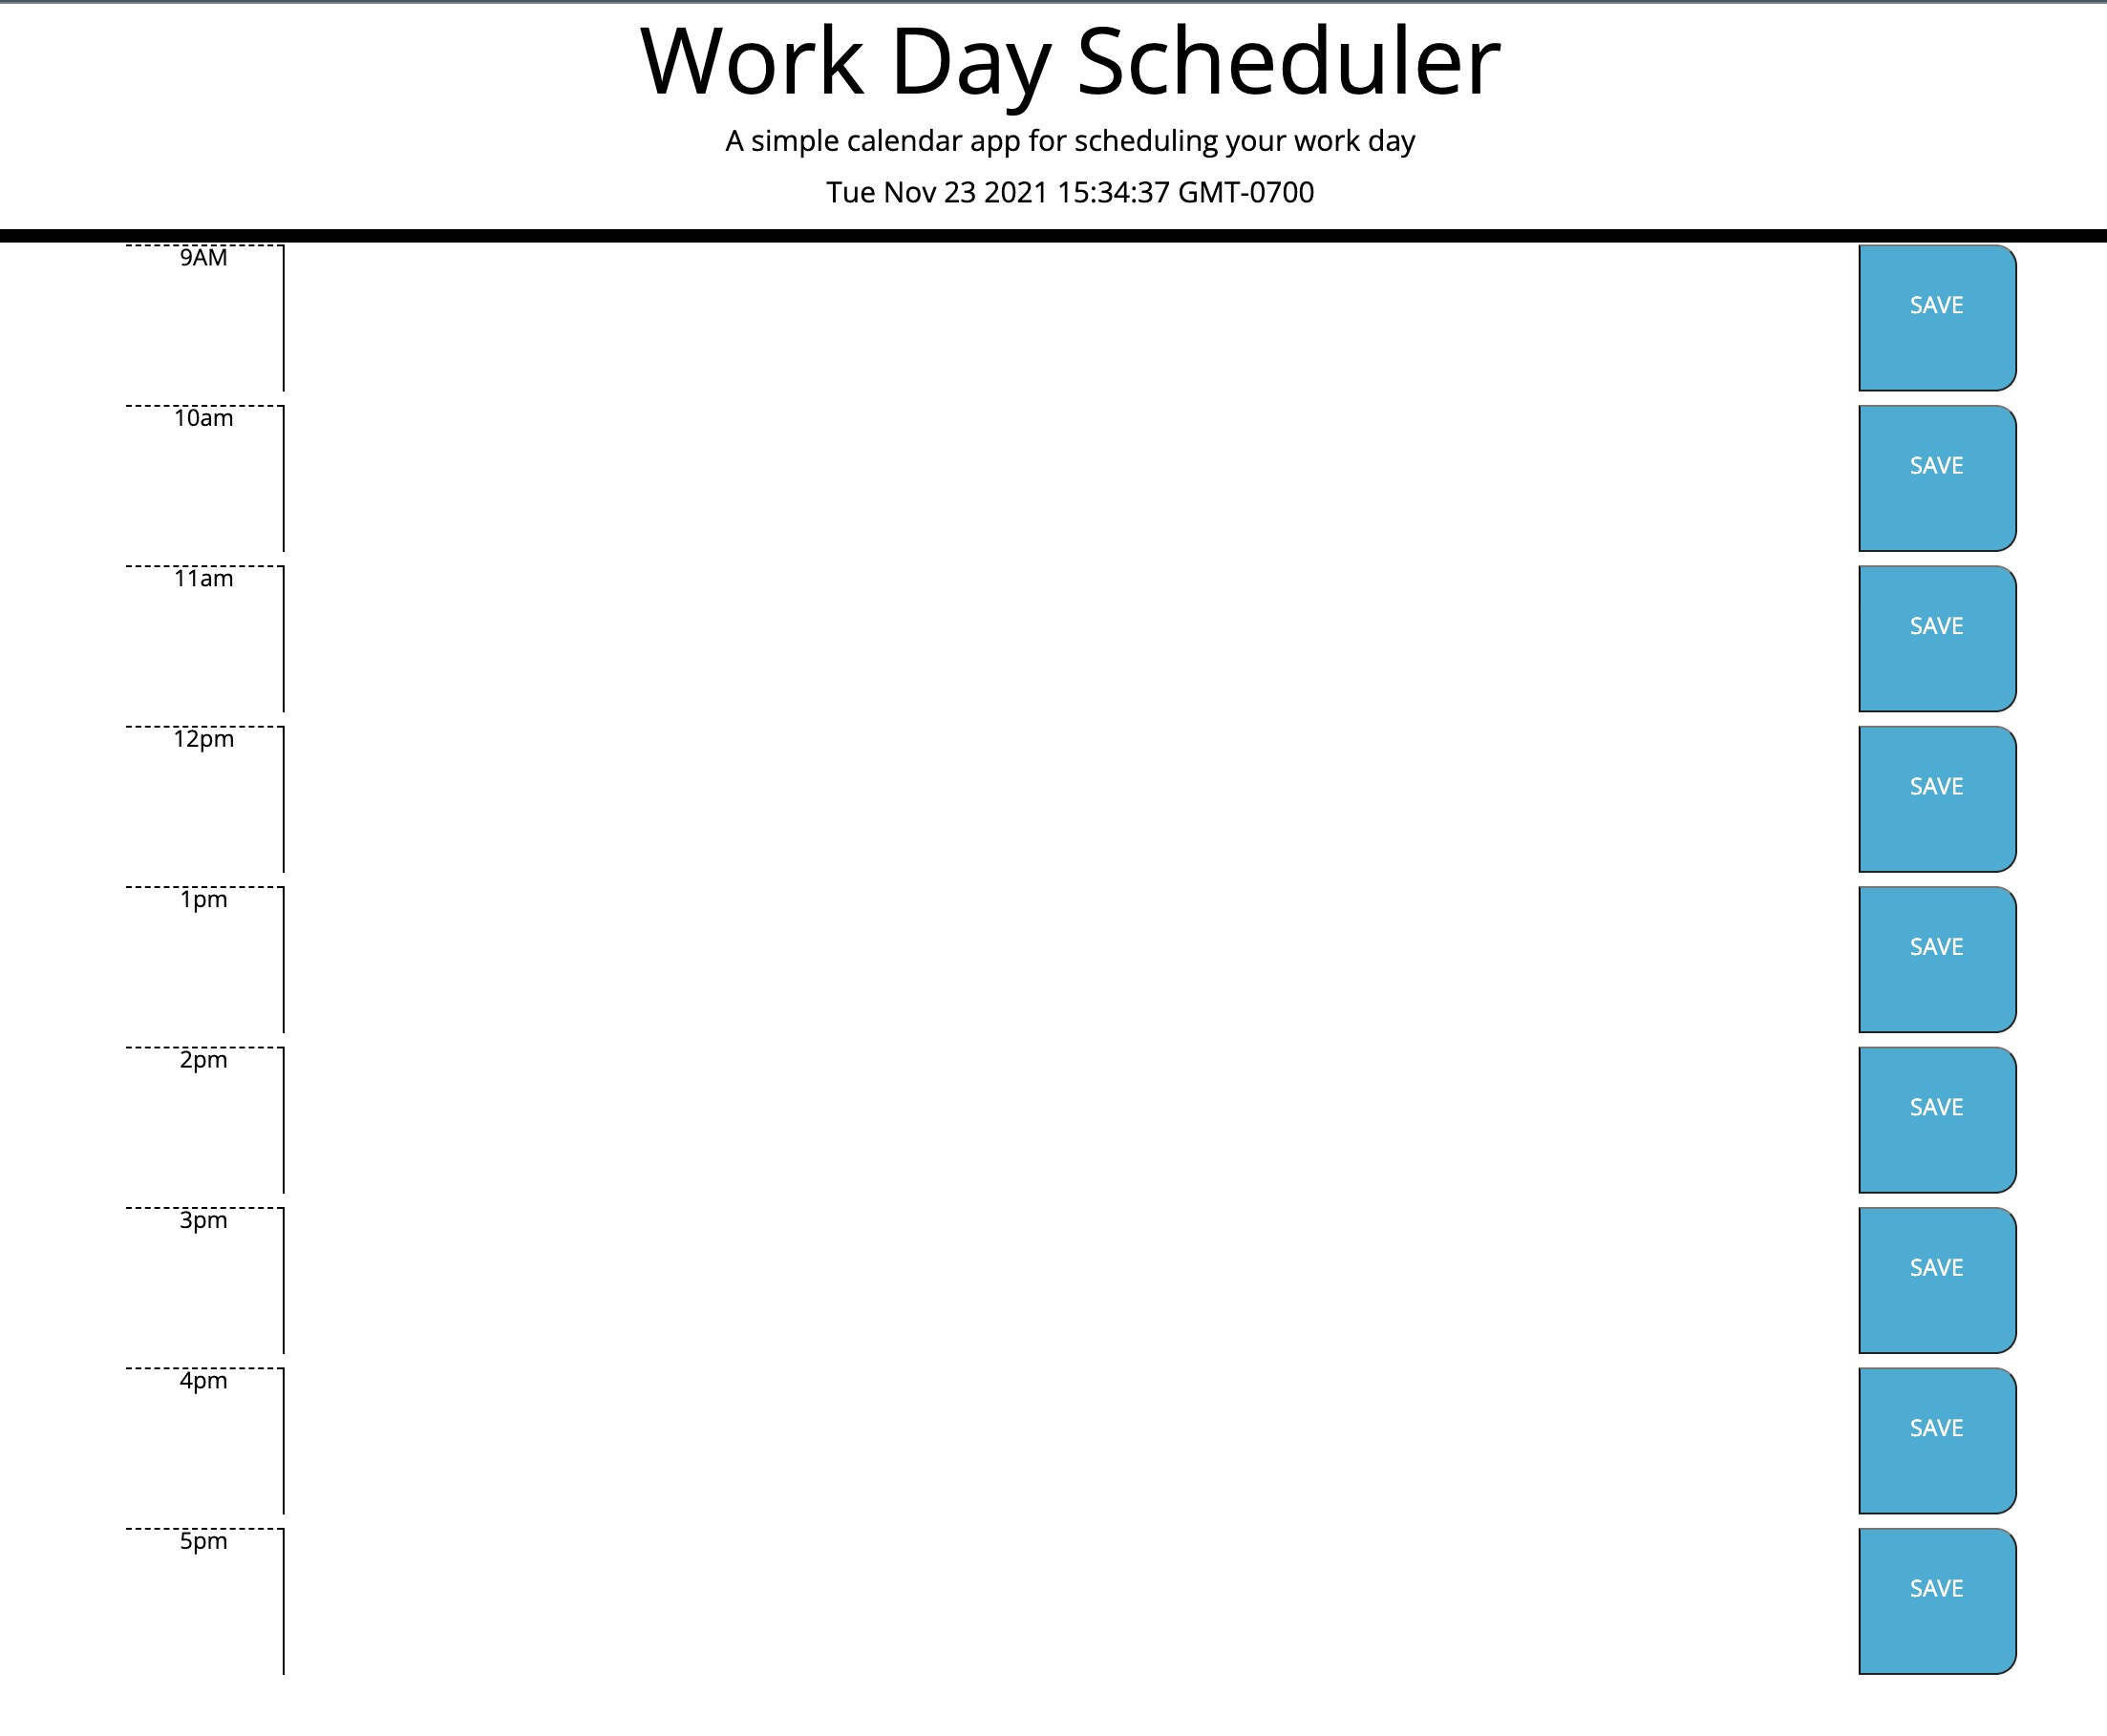 Work Day Scheduler
A simple calendar app for scheduling your work day
Tue Nov 23 2021 15:34:37 GMT-0700
9AM
SAVE
10am
SAVE
11am
SAVE
12pm
SAVE
1pm
SAVE
2pm
SAVE
3pm
SAVE
4pm
SAVE
5pm
SAVE